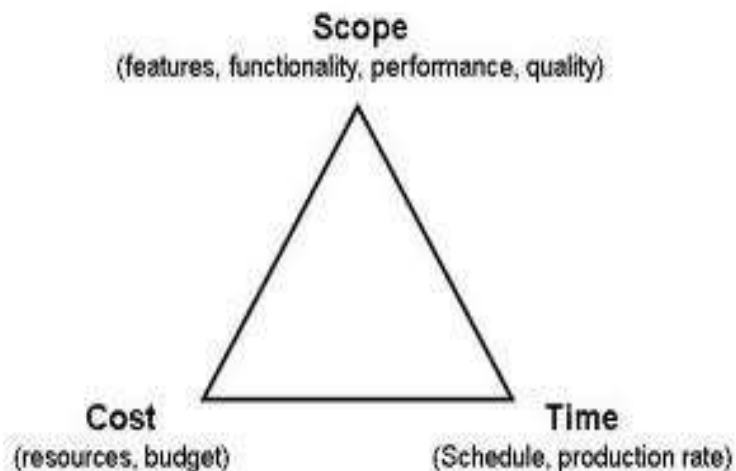 Scope
(features, functionality, performance, quality)
Cost
(resources, budget)
Time
(Schedule, production rate)